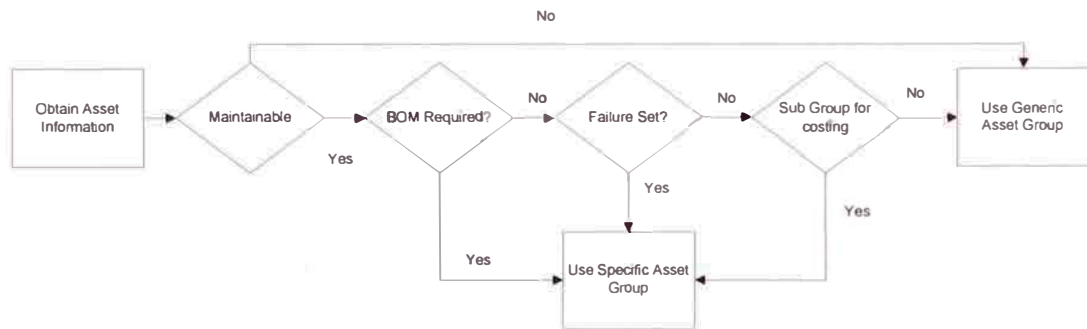 No
Obtain Asset
Information
Maintainable
BOM Required?
No
Failure Set?
No
Sub Group for
costing
No
Use Generic
Asset Group
Yes
Yes
Yes
Yes
Use Specific Asset
Group